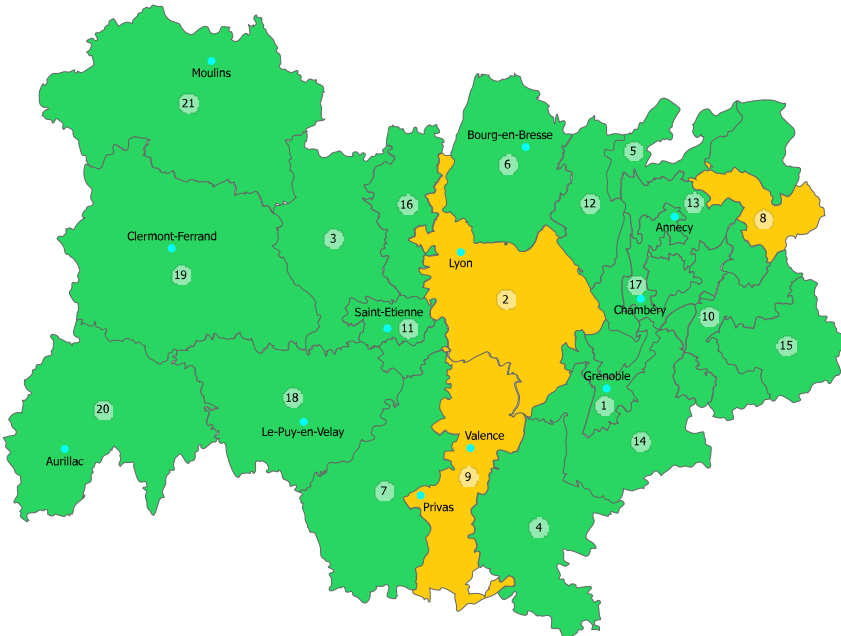 Moulins
21
Bourg-en-Bresse
6
5
16
12
13
Annecy
8
Clermont-Ferrand
19
3
Lyon
17
Chambéry
2
Saint-Etienne
11
10
15
Grenoble
1
18
20
Le-Puy-en-Velay
Aurillac
Valence
14
9
7
Privas
4